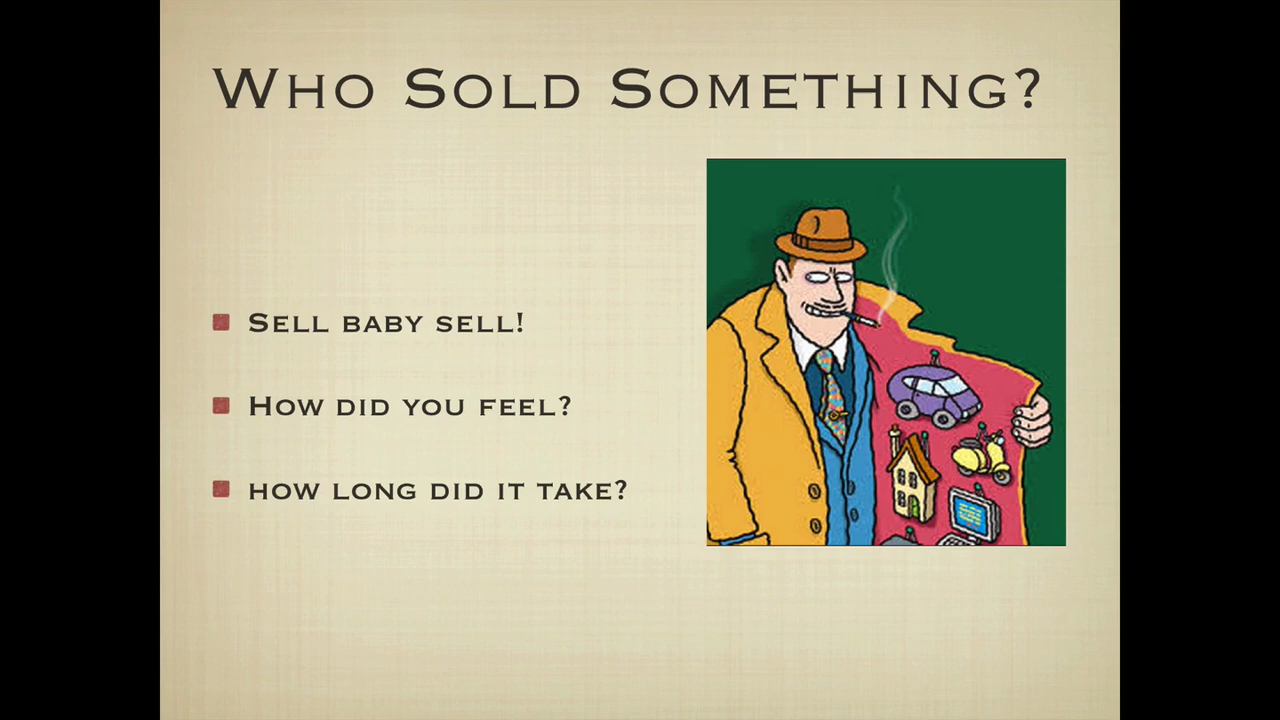 Who Sold Something?
Sell baby sell!
How did you feel?
how long did it take?